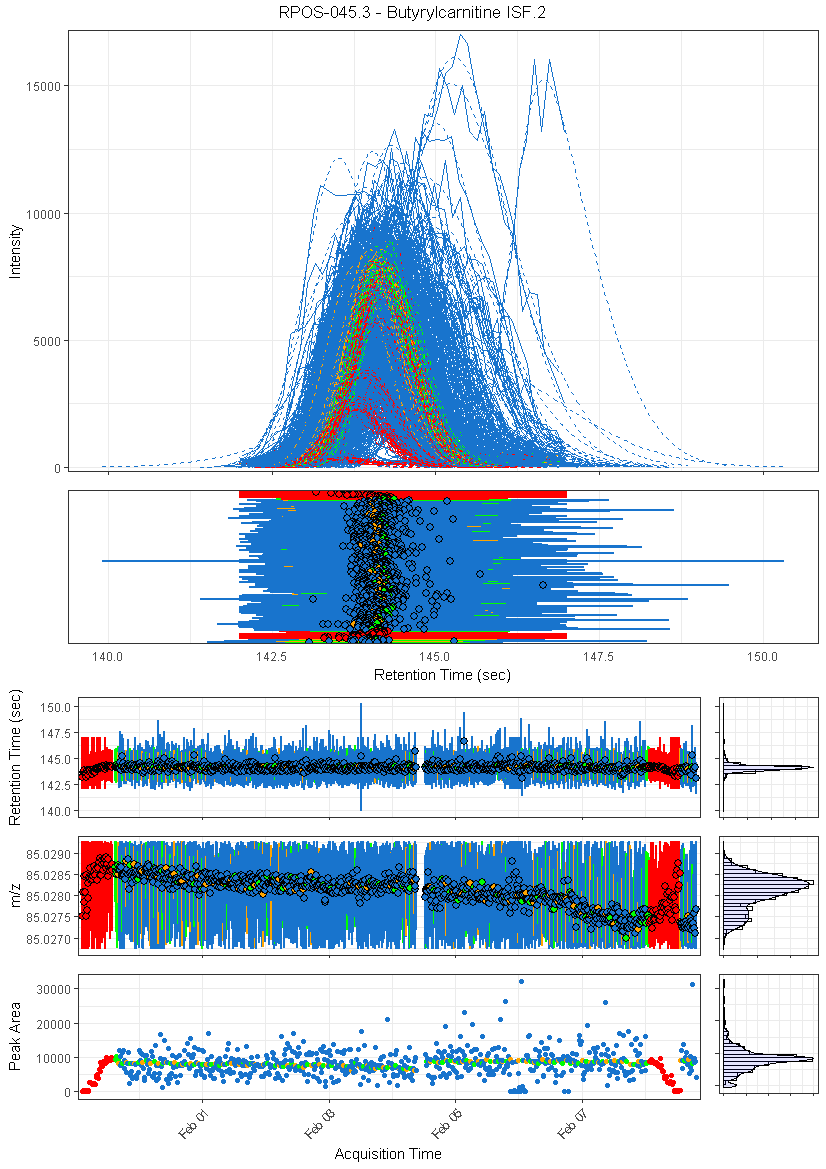 RPOS-045.3 - Butyrylcarnitine ISF.2
15000
10000
5000
0
Intensity
140.0 142.5 145.0 147.5 150.0
Retention Time (sec)
150.0
147.5
145.0
142.5
140.0
Retention Time (sec)
85.0290
85.0285
85.0280
85.0275
85.0270
m/z
30000
20000
10000
0
Peak Area
Feb 01 Feb 03 Feb 05 Feb 07
Acquisition Time